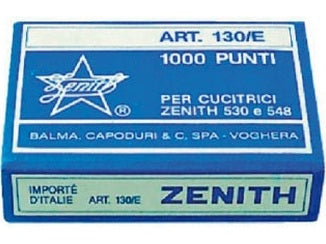 ART. 130/E
1000 PUNTI
Zenith
®
PER CUCITRICI
ZENITH 530 e 548
BALMA, CAPODURI & C. SPA - VOGHERA
IMPORTÉ
D'ITALIE ART. 130/E ZENITH